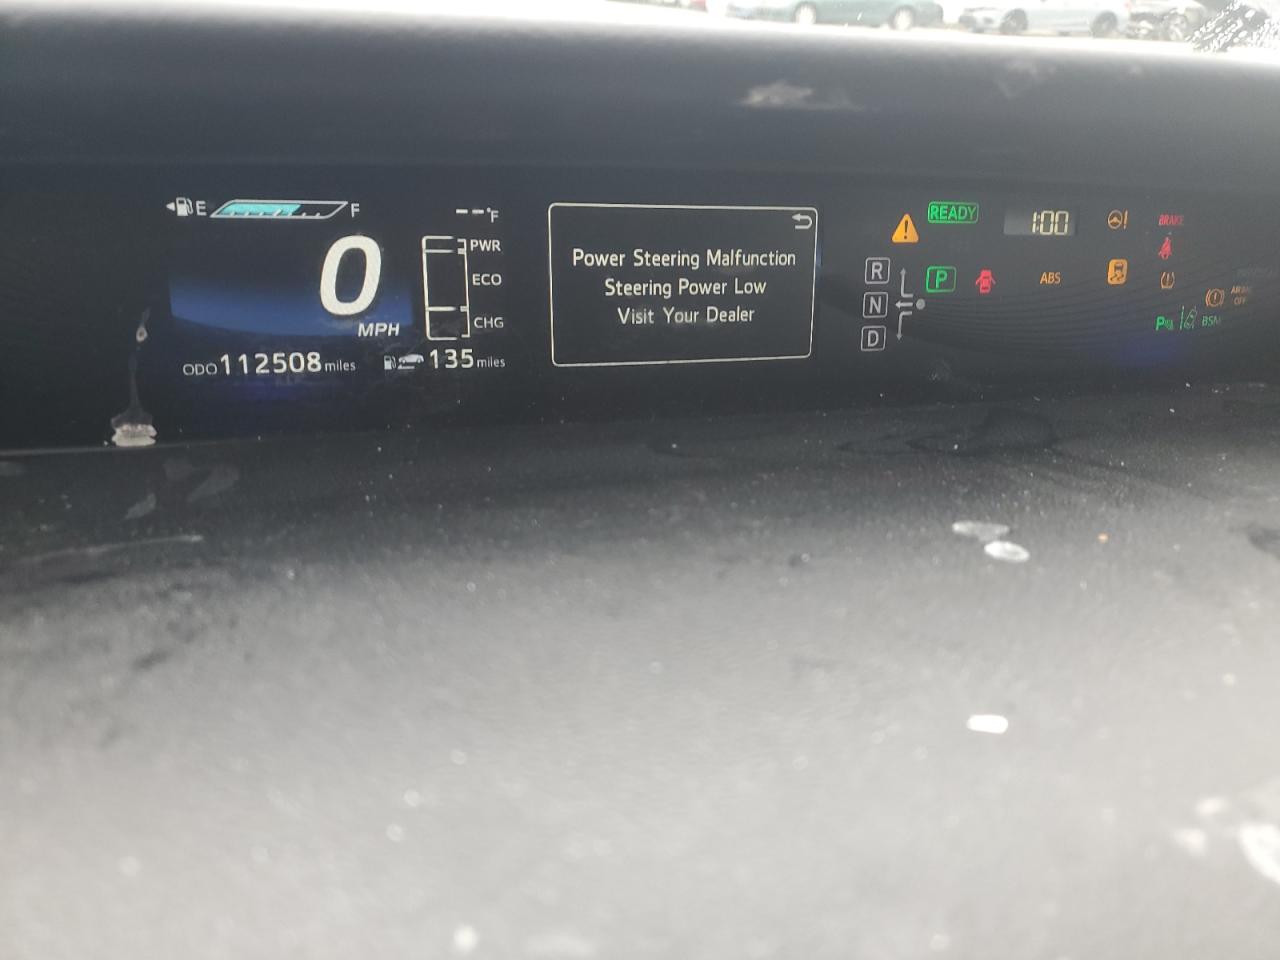 E F
--°F
0
MPH
PWR
ECO
CHG
ODO 112508 miles
135 miles
Power Steering Malfunction
Steering Power Low
Visit Your Dealer
READY
1:00
!
BRAKE
R
N
D
P
ABS
BSM
OFF